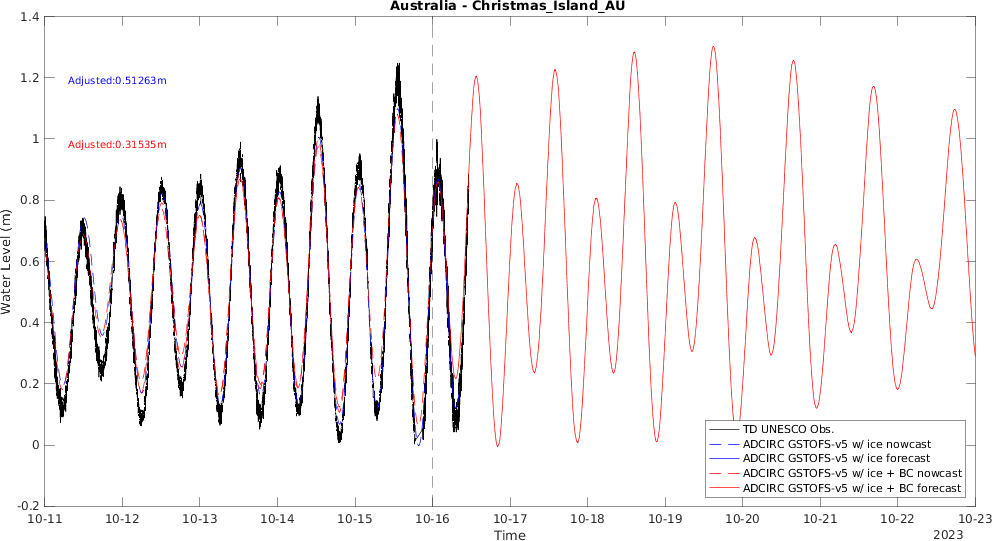 Australia - Christmas_Island_AU
1.4
1.2
1
0.8
0.6
0.4
0.2
0
-0.2
Water Level (m)
Adjusted:0.51263m
Adjusted:0.31535m
TD UNESCO Obs.
ADCIRC GSTOFS-v5 w/ ice nowcast
ADCIRC GSTOFS-v5 w/ ice forecast
ADCIRC GSTOFS-v5 w/ ice + BC nowcast
ADCIRC GSTOFS-v5 w/ ice + BC forecast
10-11 10-12 10-13 10-14 10-15 10-16 10-17 10-18 10-19 10-20 10-21 10-22 10-23
Time
2023